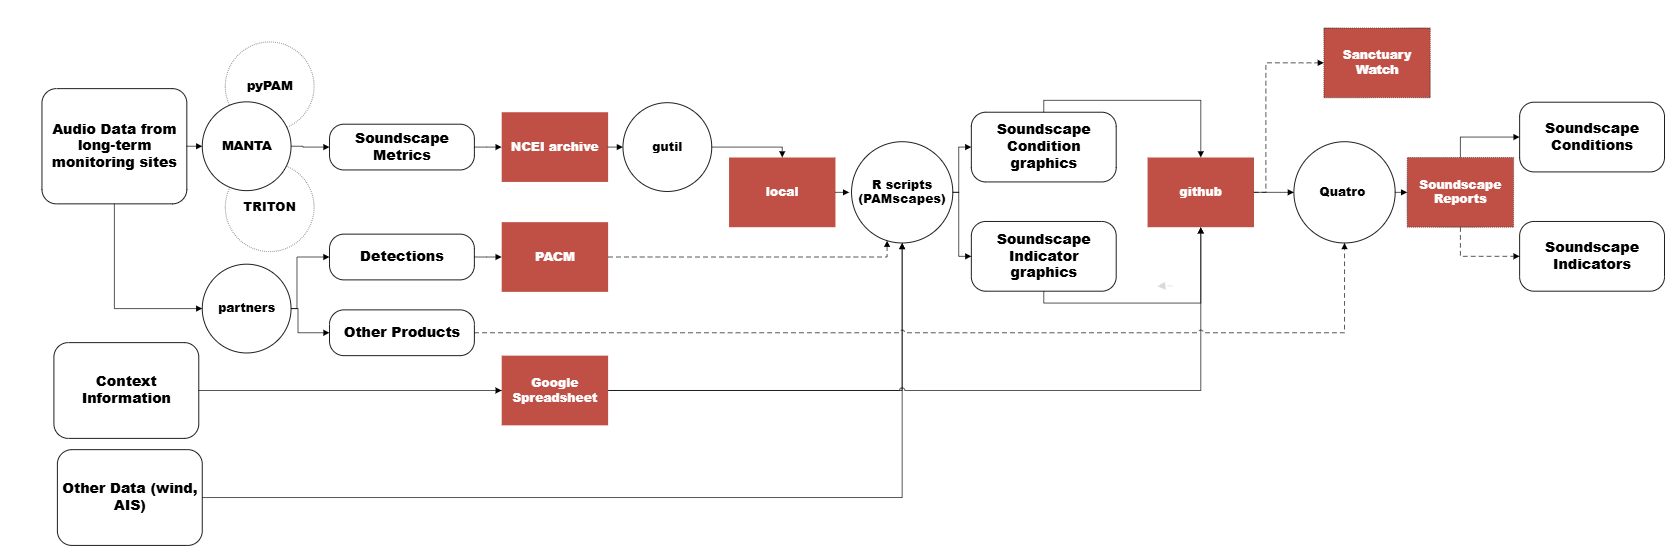 pyPAM
Audio Data from
long-term
monitoring sites
MANTA
TRITON
Soundscape
Metrics
NCEI archive
gutil
local
R scripts
(PAMscapes)
Soundscape
Condition
graphics
Soundscape
Indicator
graphics
github
Sanctuary
Watch
Quatro
Soundscape
Reports
Soundscape
Conditions
Soundscape
Indicators
partners
Detections
PACM
Other Products
Context
Information
Google
Spreadsheet
Other Data (wind,
AIS)